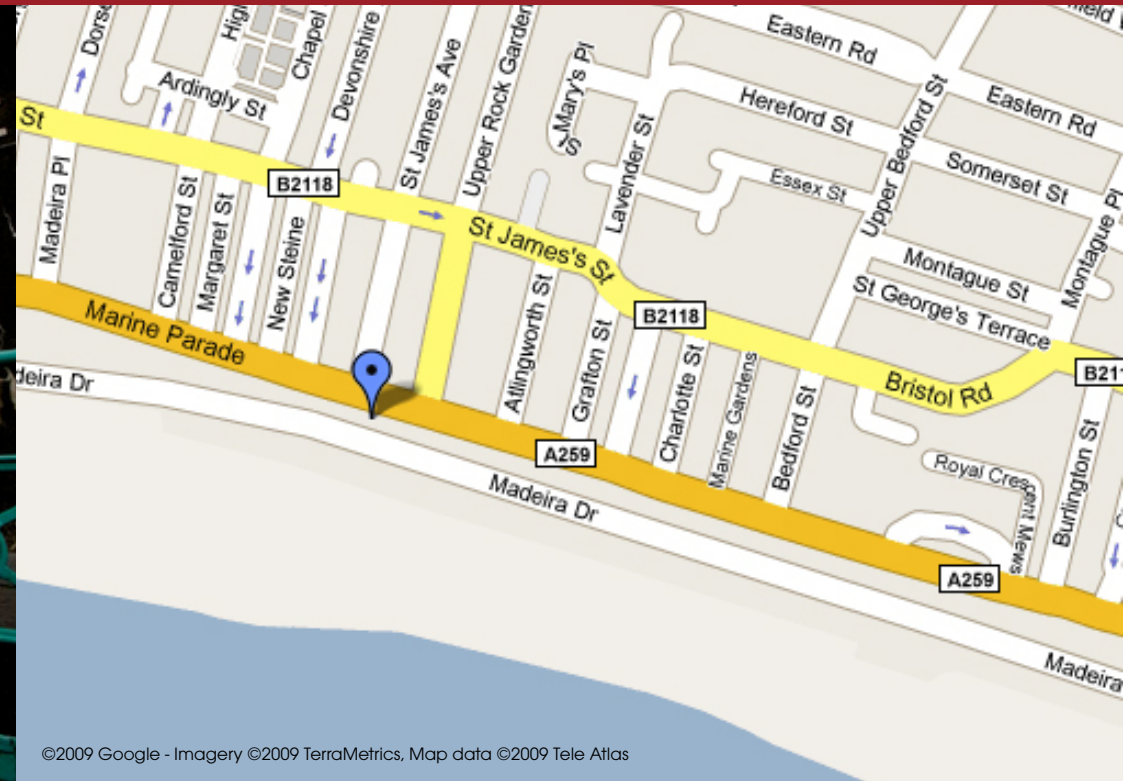 Dorse
High
Chapel
Devonshire
St James's Ave
Upper Rock Garden
St Mary's Pl
Eastern Rd
Ardingly St
Hereford St
Eastern Rd
St
Lavender St
Upper Bedford St
Somerset St
B2118
Essex St
Madeira Pl
Camelford St
Margaret St
New Steine
St James's St
Montague Pl
Montague St
St George's Terrace
Marine Parade
Atlingworth St
B2118
Grafton St
Charlotte St
Marine Gardens
Bedford St
Bristol Rd
B211
deira Dr
A259
Madeira Dr
Royal Crescent Mews
Burlington St
A259
Madeira
©2009 Google - Imagery ©2009 TerraMetrics, Map data ©2009 Tele Atlas